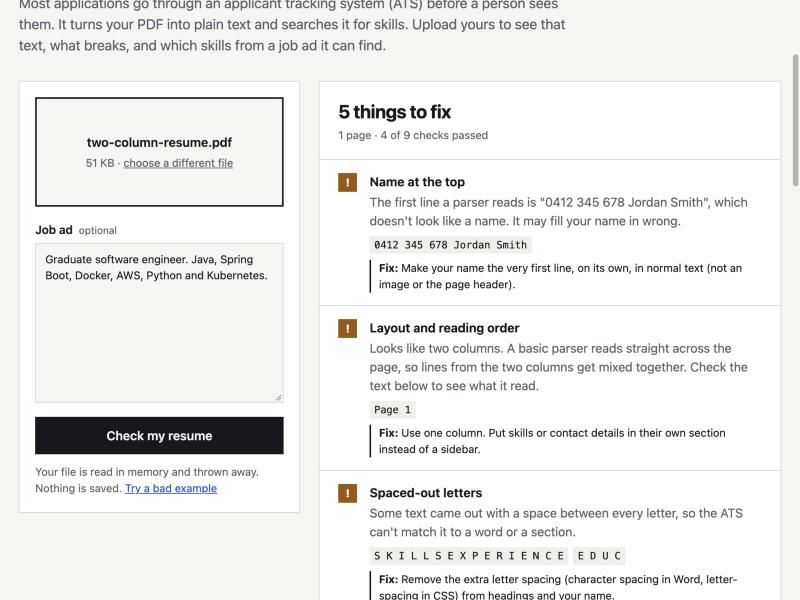 Most applications go through an applicant tracking system (ATS) before a person sees
them. It turns your PDF into plain text and searches it for skills. Upload yours to see that
text, what breaks, and which skills from a job ad it can find.
two-column-resume.pdf
51 KB · choose a different file
Job ad optional
Graduate software engineer. Java, Spring
Boot, Docker, AWS, Python and Kubernetes.
Check my resume
Your file is read in memory and thrown away.
Nothing is saved. Try a bad example
5 things to fix
1 page · 4 of 9 checks passed
! Name at the top
The first line a parser reads is "0412 345 678 Jordan Smith", which
doesn't look like a name. It may fill your name in wrong.
0412 345 678 Jordan Smith
Fix: Make your name the very first line, on its own, in normal text (not an
image or the page header).
! Layout and reading order
Looks like two columns. A basic parser reads straight across the
page, so lines from the two columns get mixed together. Check the
text below to see what it read.
Page 1
Fix: Use one column. Put skills or contact details in their own section
instead of a sidebar.
! Spaced-out letters
Some text came out with a space between every letter, so the ATS
can't match it to a word or a section.
S K I L L S E X P E R I E N C E E D U C
Fix: Remove the extra letter spacing (character spacing in Word, letter-
spacing in CSS) from headings and your name.